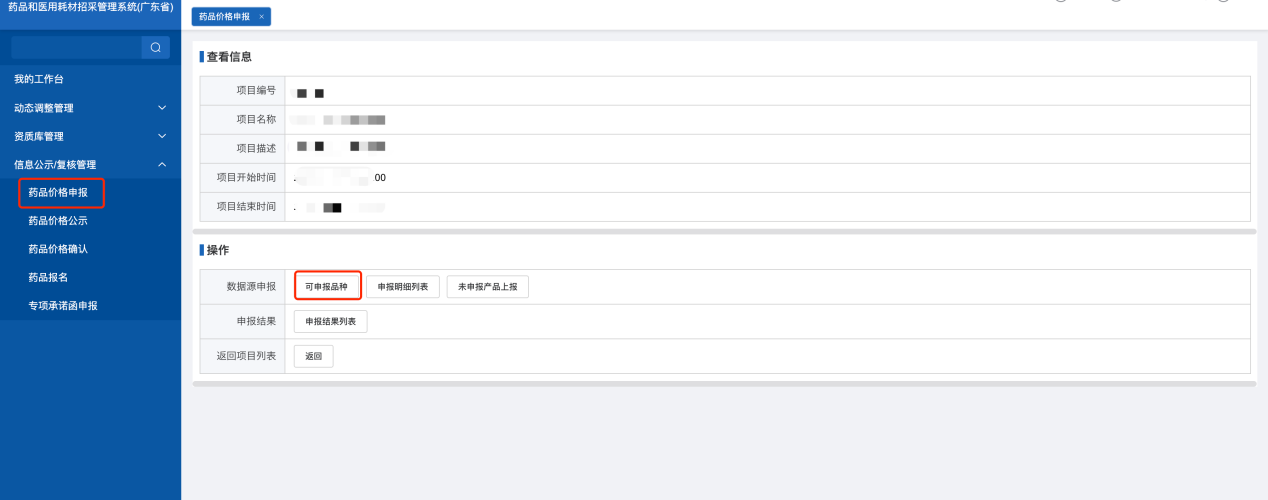 药品和医用耗材招采管理系统(广东省)
药品价格申报 ×
我的工作台
动态调整管理
资质库管理
信息公示/复核管理
药品价格申报
药品价格公示
药品价格确认
药品报名
专项承诺函申报
查看信息
项目编号
项目名称
项目描述
项目开始时间 00
项目结束时间
操作
数据源申报 可申报品种 申报明细列表 未申报产品上报
申报结果 申报结果列表
返回项目列表 返回